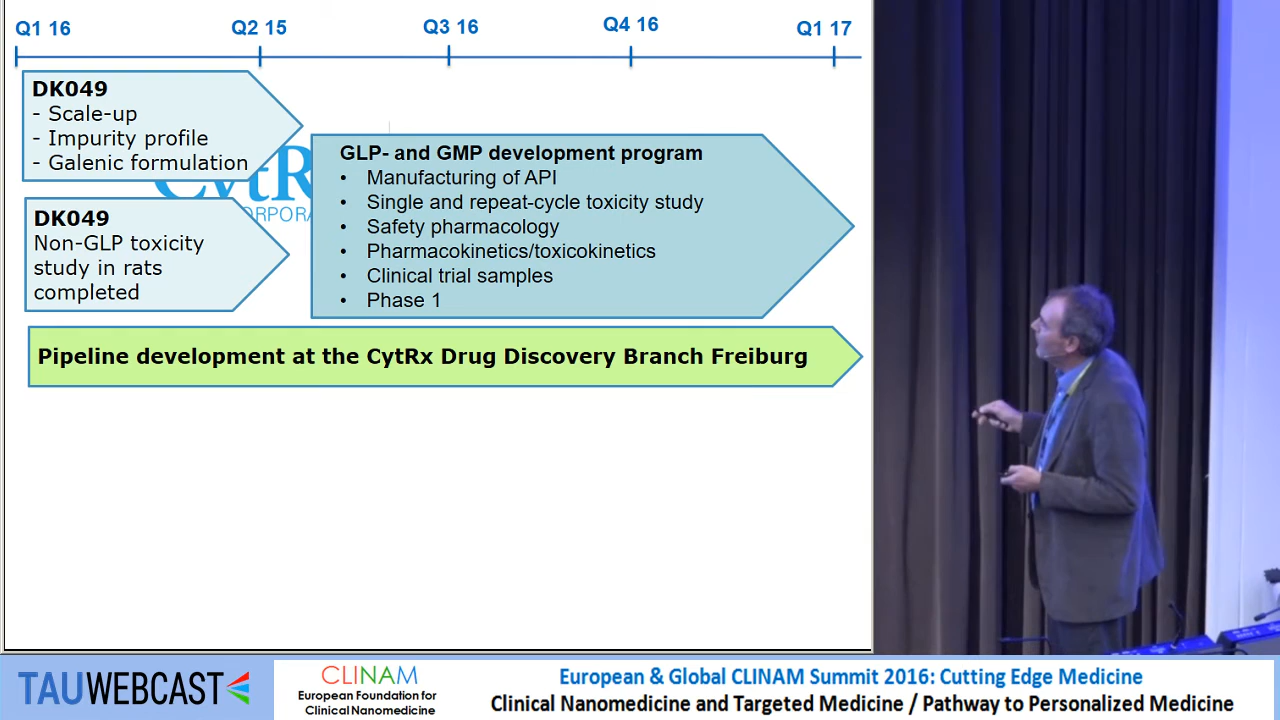 Q1 16 Q2 15 Q3 16 Q4 16 Q1 17
DK049
- Scale-up
- Impurity profile
- Galenic formulation
DK049
Non-GLP toxicity
study in rats
completed
GLP- and GMP development program
• Manufacturing of API
• Single and repeat-cycle toxicity study
• Safety pharmacology
• Pharmacokinetics/toxicokinetics
• Clinical trial samples
• Phase 1
Pipeline development at the CytRx Drug Discovery Branch Freiburg
TAUWEBCAST
CLINAM
European Foundation for
Clinical Nanomedicine
European & Global CLINAM Summit 2016: Cutting Edge Medicine
Clinical Nanomedicine and Targeted Medicine / Pathway to Personalized Medicine